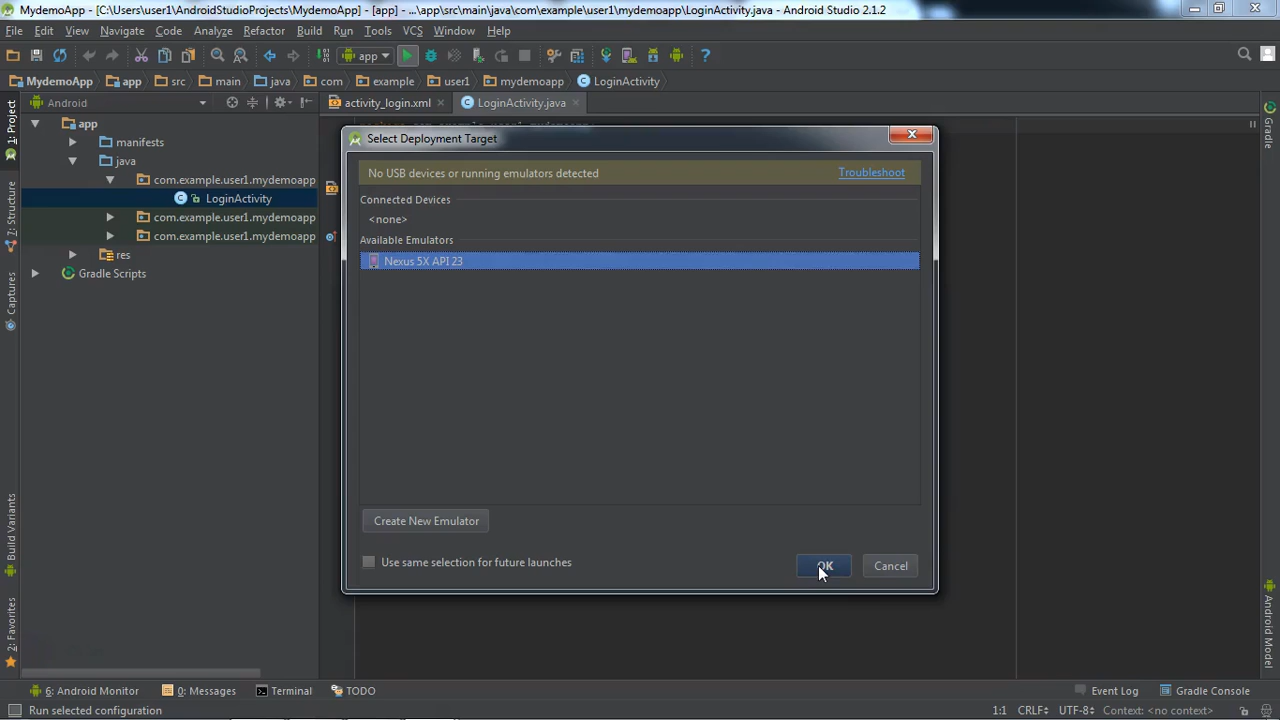 MydemoApp - [C:\Users\user1\AndroidStudioProjects\MydemoApp] - [app] - ...\app\src\main\java\com\example\user1\mydemoapp\LoginActivity.java - Android Studio 2.1.2
File Edit View Navigate Code Analyze Refactor Build Run Tools VCS Window Help
app
MydemoApp app src main java com example user1 mydemoapp LoginActivity
Android
activity_login.xml LoginActivity.java
1: Project
7: Structure
Captures
Build Variants
2: Favorites
app
manifests
java
com.example.user1.mydemoapp
LoginActivity
com.example.user1.mydemoapp
com.example.user1.mydemoapp
res
Gradle Scripts
Select Deployment Target
No USB devices or running emulators detected Troubleshoot
Connected Devices
<none>
Available Emulators
Nexus 5X API 23
Create New Emulator
Use same selection for future launches
OK Cancel
Gradle
Android Model
6: Android Monitor 0: Messages Terminal TODO Event Log Gradle Console
Run selected configuration 1:1 CRLF UTF-8 Context: <no context>